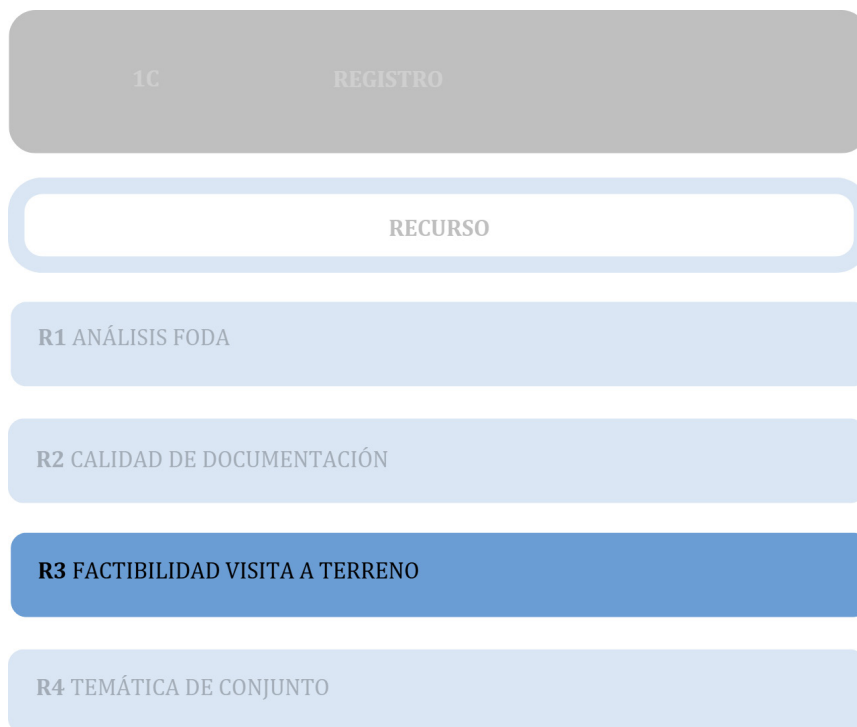 1C REGISTRO
RECURSO
R1 ANÁLISIS FODA
R2 CALIDAD DE DOCUMENTACIÓN
R3 FACTIBILIDAD VISITA A TERRENO
R4 TEMÁTICA DE CONJUNTO